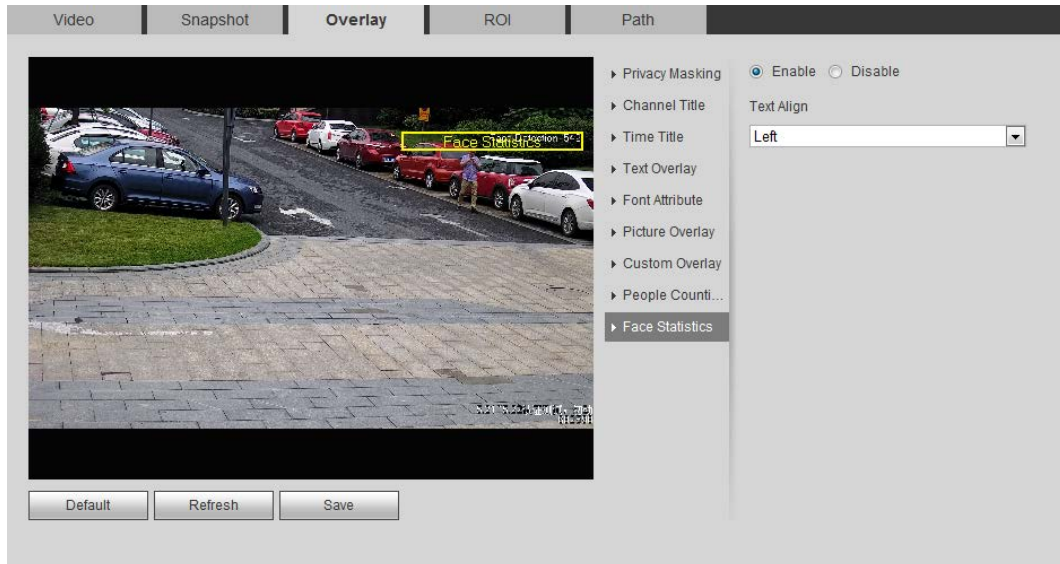 Video Snapshot Overlay ROI Path
Privacy Masking
Channel Title
Time Title
Text Overlay
Font Attribute
Picture Overlay
Custom Overlay
People Counti...
Face Statistics
Enable Disable
Text Align
Left
Face Statistics
Default Refresh Save